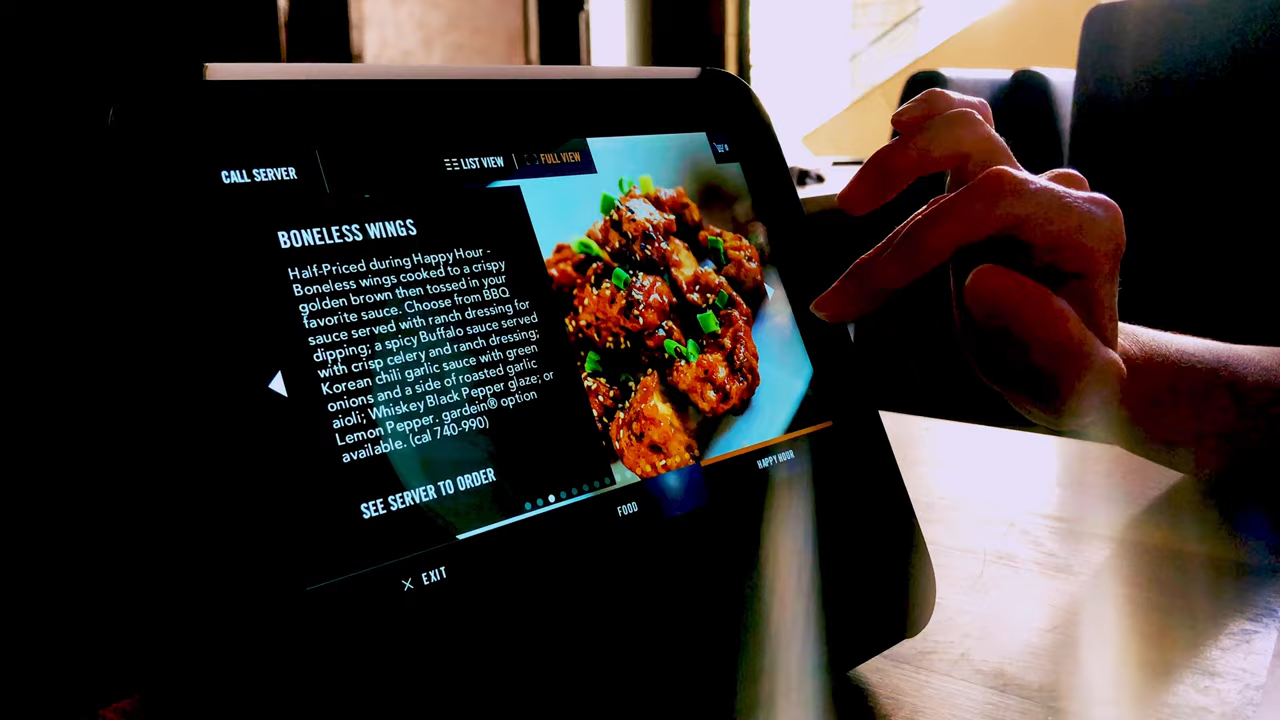 CALL SERVER
LIST VIEW | FULL VIEW
BONELESS WINGS
Half-Priced during Happy Hour -
Boneless wings cooked to a crispy
golden brown then tossed in your
favorite sauce. Choose from BBQ
sauce served with ranch dressing for
dipping; a spicy Buffalo sauce served
with crisp celery and ranch dressing;
Korean chili garlic sauce with green
onions and a side of roasted garlic
aioli; Whiskey Black Pepper glaze; or
Lemon Pepper. gardein® option
available. (cal 740-990)
SEE SERVER TO ORDER
FOOD
HAPPY HOUR
EXIT